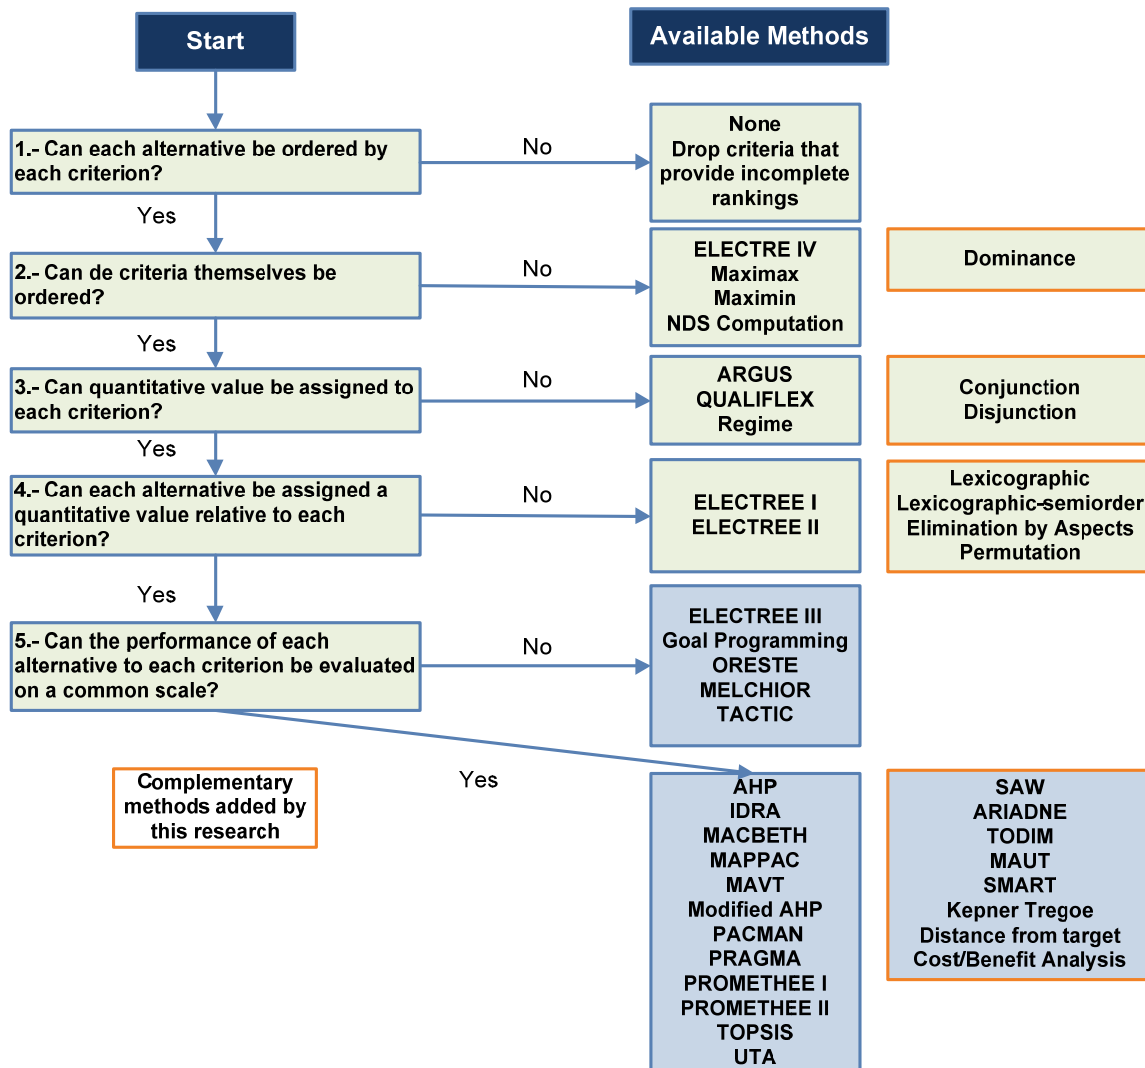 Start
Available Methods
1.- Can each alternative be ordered by
each criterion?
No
None
Drop criteria that
provide incomplete
rankings
Yes
2.- Can de criteria themselves be
ordered?
No
ELECTRE IV
Maximax
Maximin
NDS Computation
Dominance
Yes
3.- Can quantitative value be assigned to
each criterion?
No
ARGUS
QUALIFLEX
Regime
Conjunction
Disjunction
Yes
4.- Can each alternative be assigned a
quantitative value relative to each
criterion?
No
ELECTREE I
ELECTREE II
Lexicographic
Lexicographic-semiorder
Elimination by Aspects
Permutation
Yes
5.- Can the performance of each
alternative to each criterion be evaluated
on a common scale?
No
ELECTREE III
Goal Programming
ORESTE
MELCHIOR
TACTIC
Yes
Complementary
methods added by
this research
AHP
IDRA
MACBETH
MAPPAC
MAVT
Modified AHP
PACMAN
PRAGMA
PROMETHEE I
PROMETHEE II
TOPSIS
UTA
SAW
ARIADNE
TODIM
MAUT
SMART
Kepner Tregoe
Distance from target
Cost/Benefit Analysis